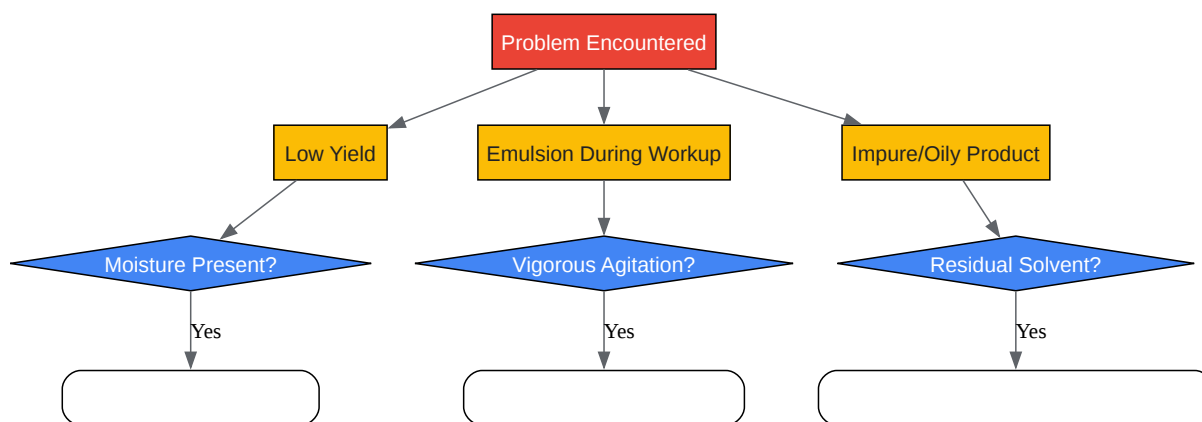 Problem Encountered
Low Yield
Emulsion During Workup
Impure/Oily Product
Moisture Present?
Vigorous Agitation?
Residual Solvent?
Yes
Yes
Yes